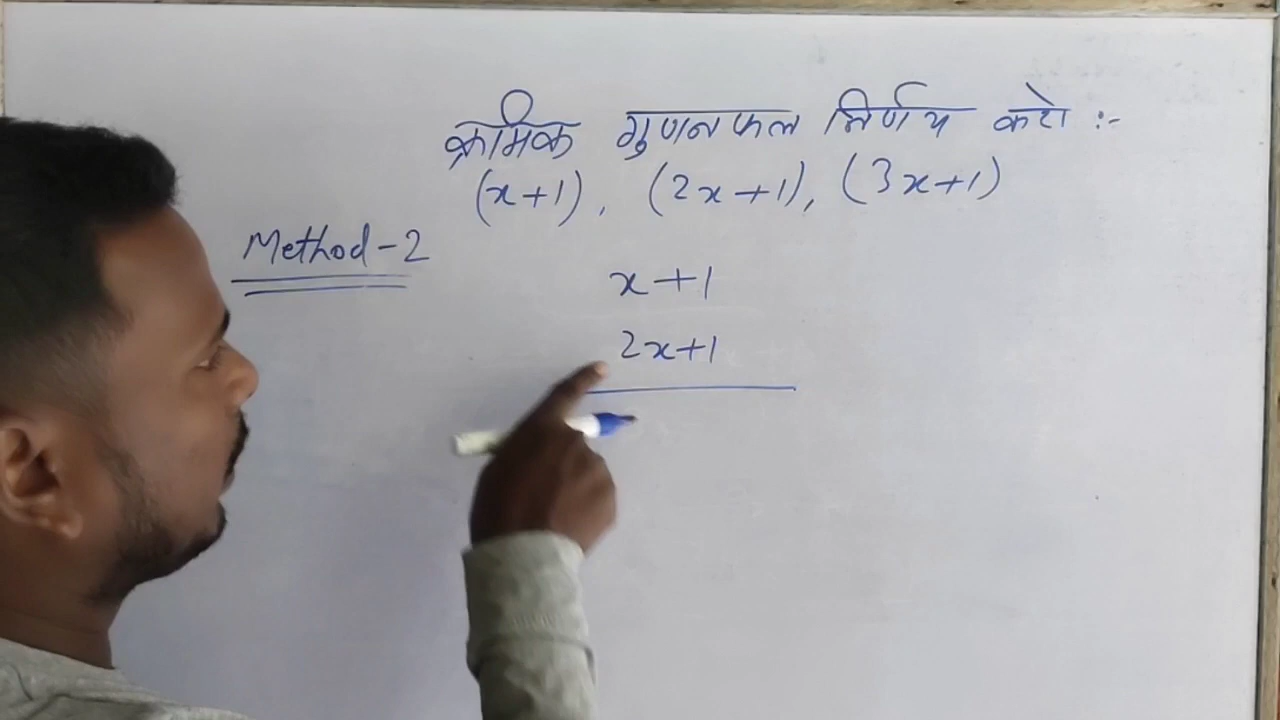 क्रमिक गुणनफल निर्णय करो :-
(x+1), (2x+1), (3x+1)
Method-2
x+1
2x+1